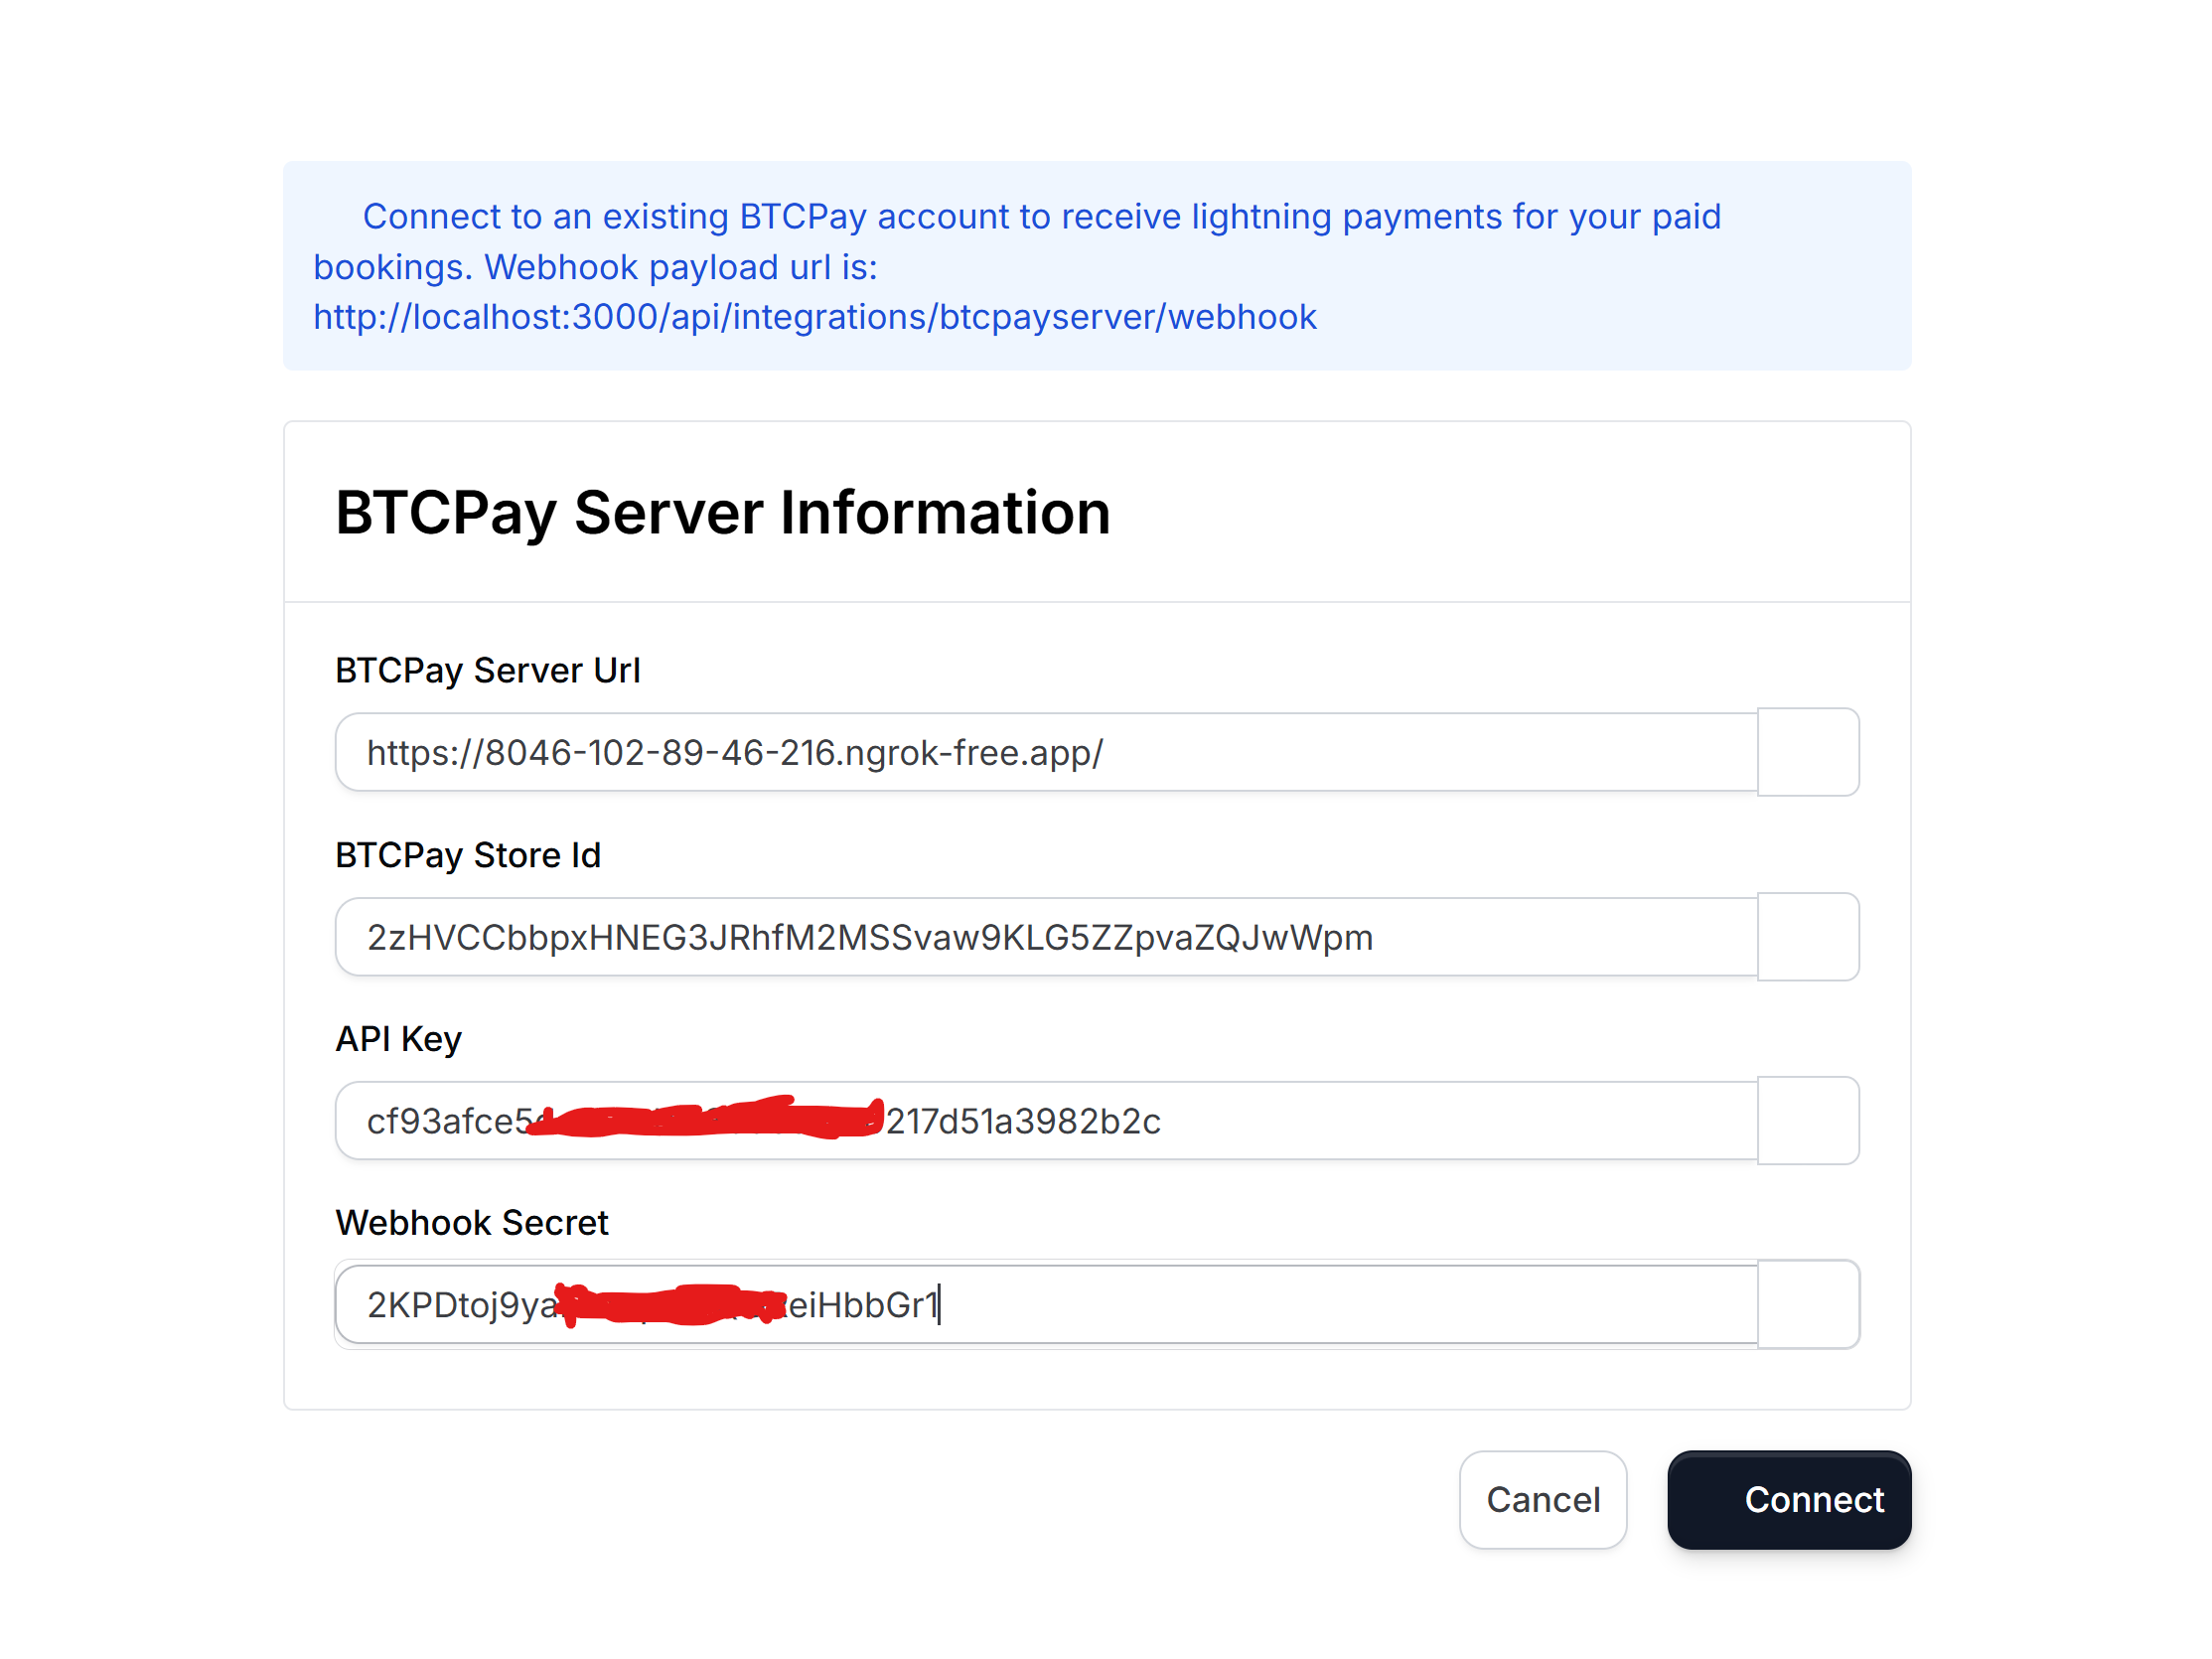 Connect to an existing BTCPay account to receive lightning payments for your paid
bookings. Webhook payload url is:
http://localhost:3000/api/integrations/btcpayserver/webhook
BTCPay Server Information
BTCPay Server Url
https://8046-102-89-46-216.ngrok-free.app/
BTCPay Store Id
2zHVCCbbpxHNEG3JRhfM2MSSvaw9KLG5ZZpvaZQJwWpm
API Key
cf93afce5 217d51a3982b2c
Webhook Secret
2KPDtoj9ya eiHbbGr1
Cancel
Connect